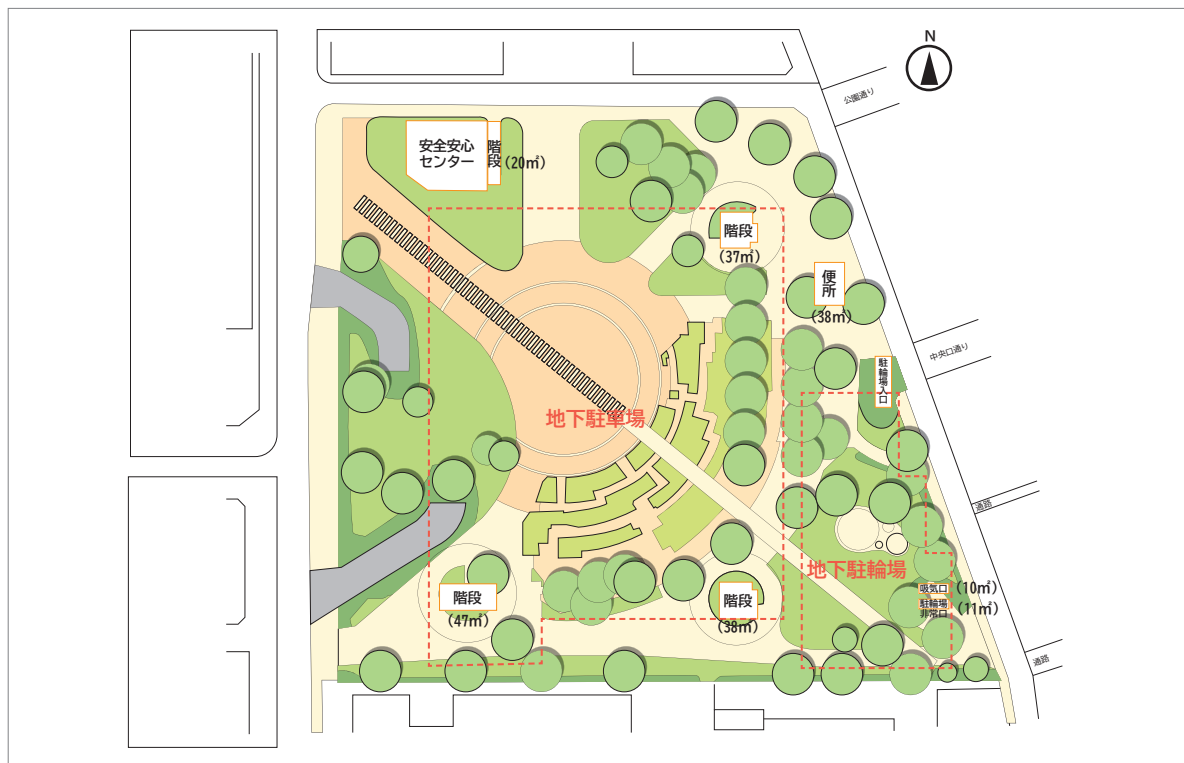 N
公園通り
安全安心
センター
階段
(20㎡)
階段
(37㎡)
便所
(38㎡)
中央口通り
駐輪場入口
地下駐車場
通路
地下駐輪場
吸気口
(10㎡)
駐輪場
非常口
(11㎡)
階段
(47㎡)
階段
(38㎡)
通路